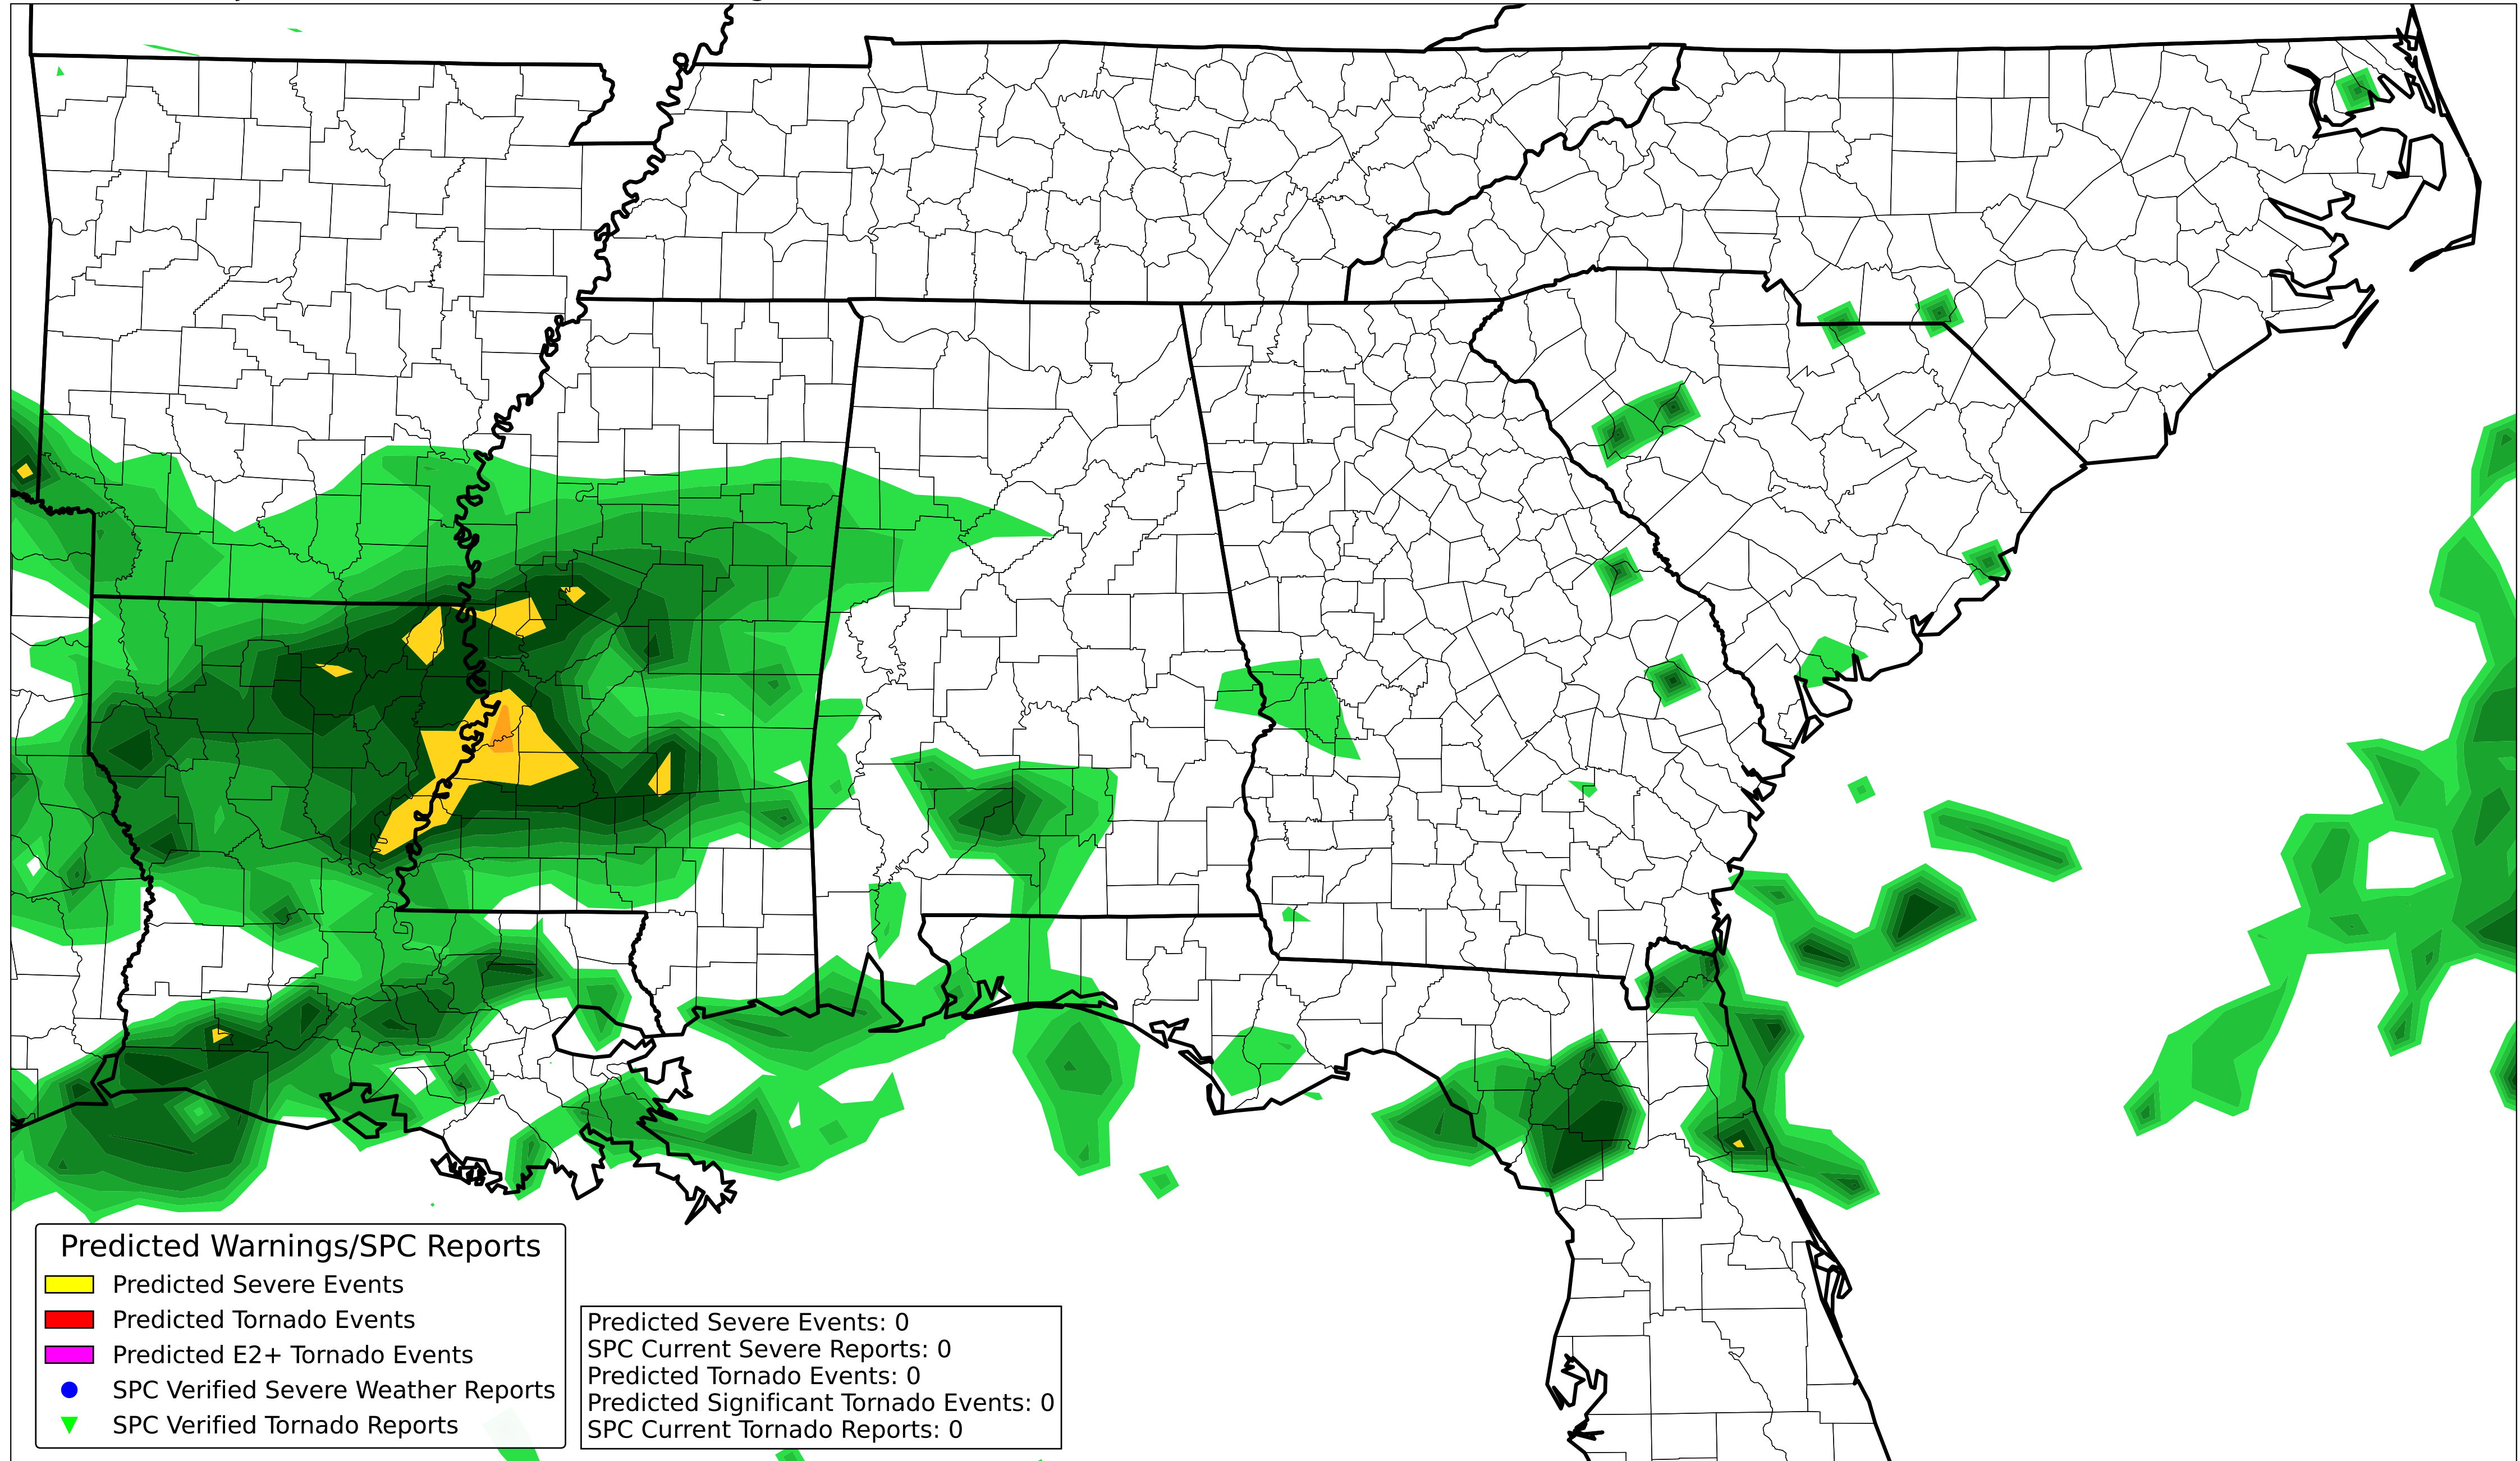 Predicted Warnings/SPC Reports
Predicted Severe Events
Predicted Tornado Events
Predicted E2+ Tornado Events
SPC Verified Severe Weather Reports
SPC Verified Tornado Reports
Predicted Severe Events: 0
SPC Current Severe Reports: 0
Predicted Tornado Events: 0
Predicted Significant Tornado Events: 0
SPC Current Tornado Reports: 0